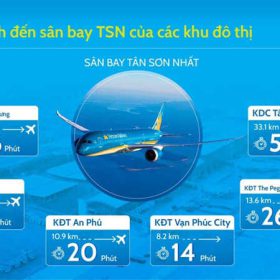 h đến sân bay TSN của các khu đô thị
SÂN BAY TÂN SƠN NHẤT
KDC T
33.1 km
5
Phút
KĐT An Phú
10.9 km
20
Phút
KĐT Vạn Phúc City
8.2 km
14
Phút
KĐT The Peg
13.6 km
26